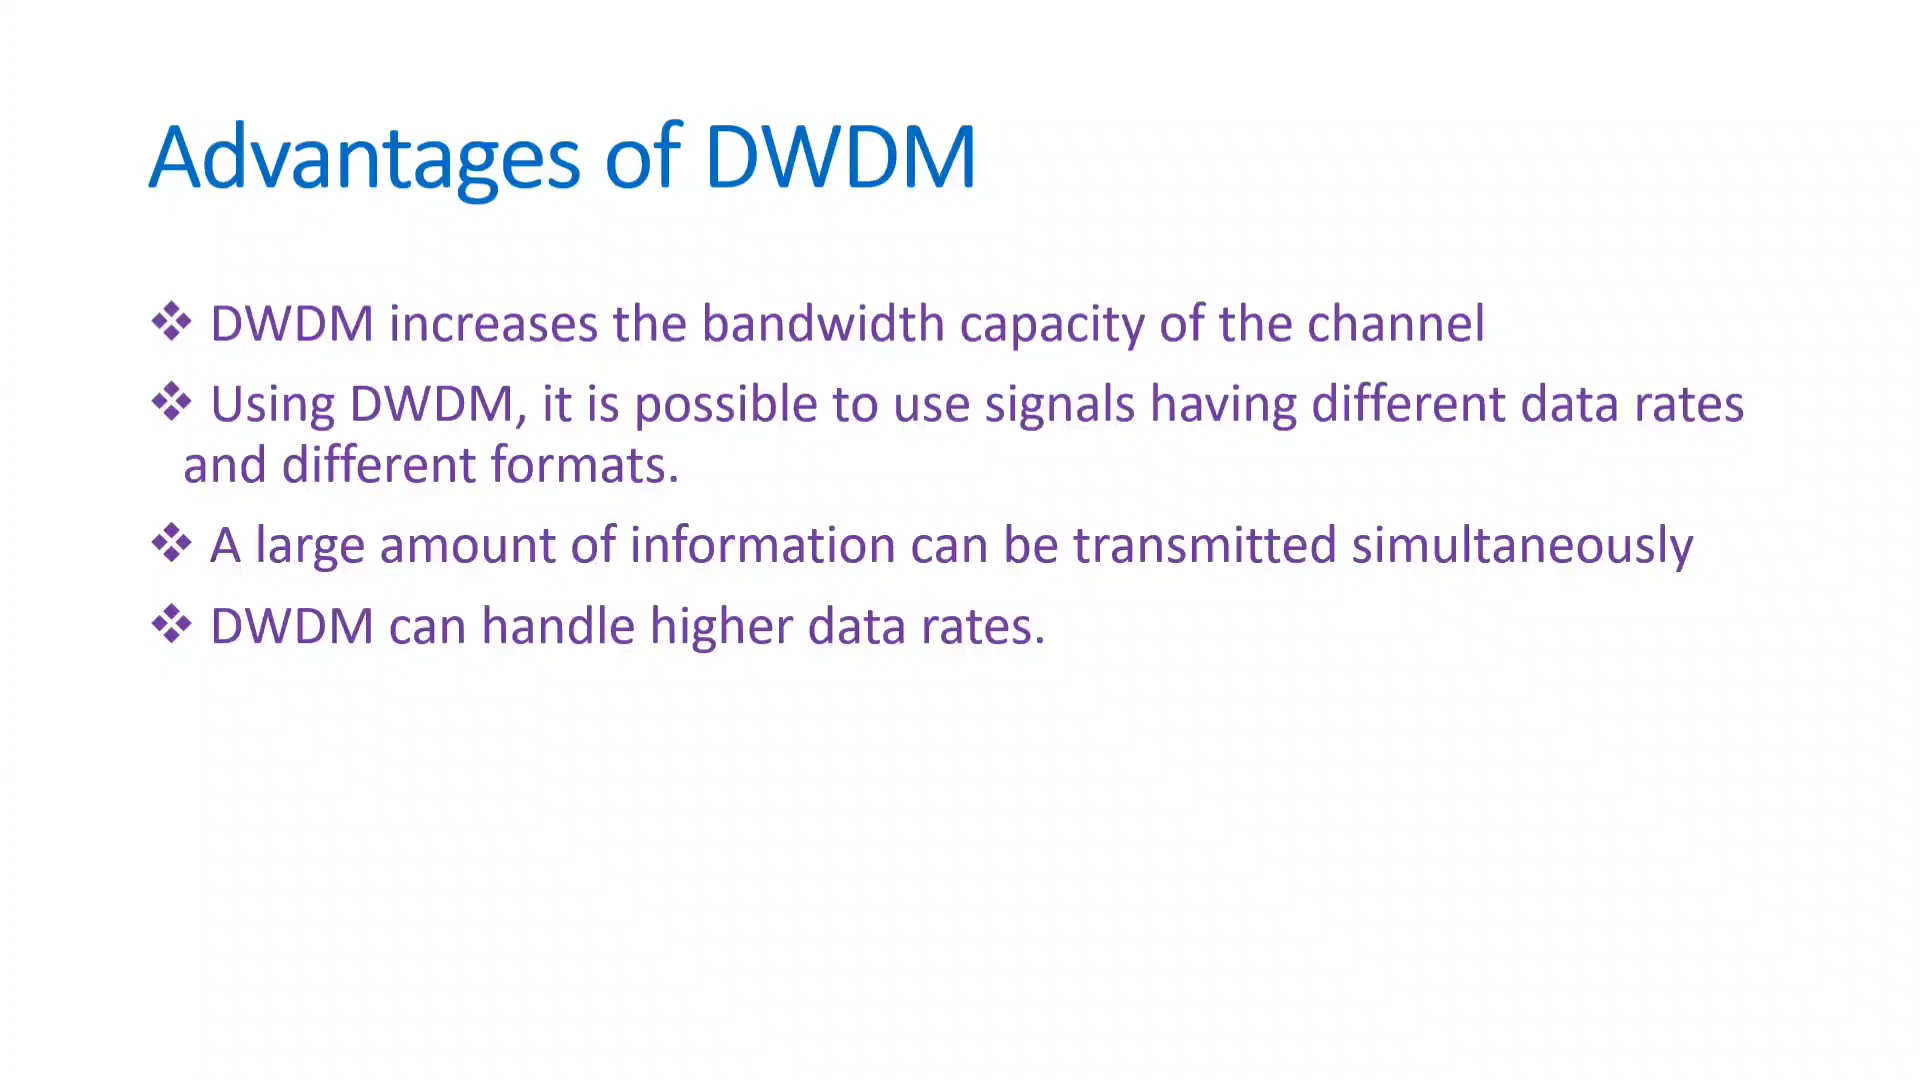 Advantages of DWDM
❖ DWDM increases the bandwidth capacity of the channel
❖ Using DWDM, it is possible to use signals having different data rates
and different formats.
❖ A large amount of information can be transmitted simultaneously
❖ DWDM can handle higher data rates.